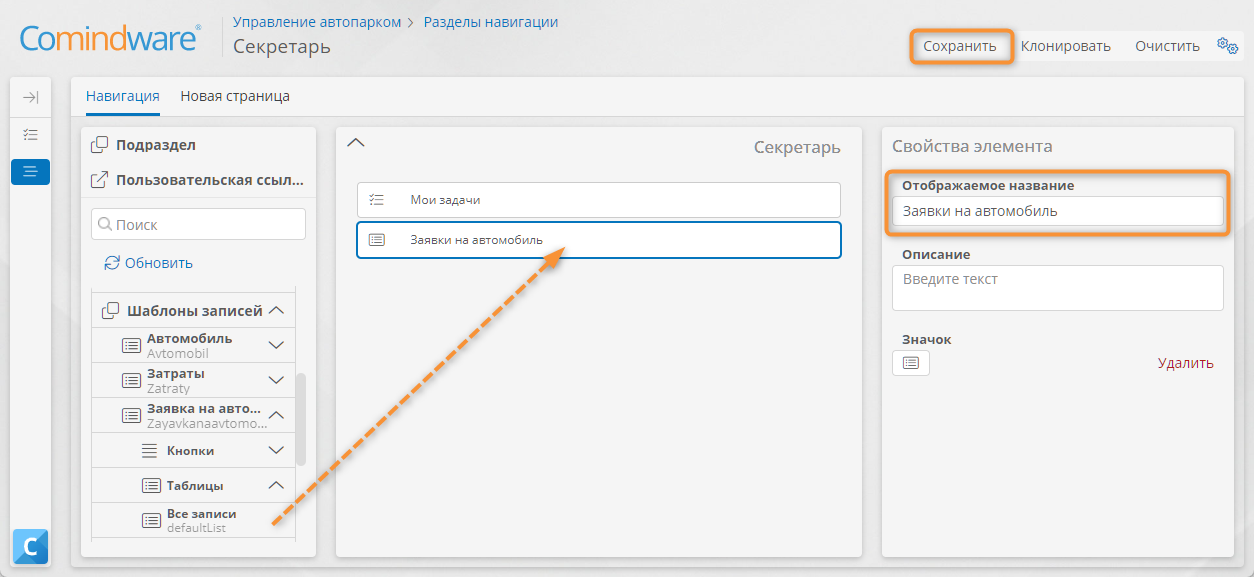 Comindware®
Управление автопарком > Разделы навигации
Секретарь
Сохранить
Клонировать
Очистить
Навигация
Новая страница
Подраздел
Пользовательская ссыл...
Поиск
Обновить
Шаблоны записей
Автомобиль
Avtomobil
Затраты
Zatraty
Заявка на авто...
Zayavkanaavtomo...
Кнопки
Таблицы
Все записи
defaultList
Секретарь
Мои задачи
Заявки на автомобиль
Свойства элемента
Отображаемое название
Заявки на автомобиль
Описание
Введите текст
Значок
Удалить
C